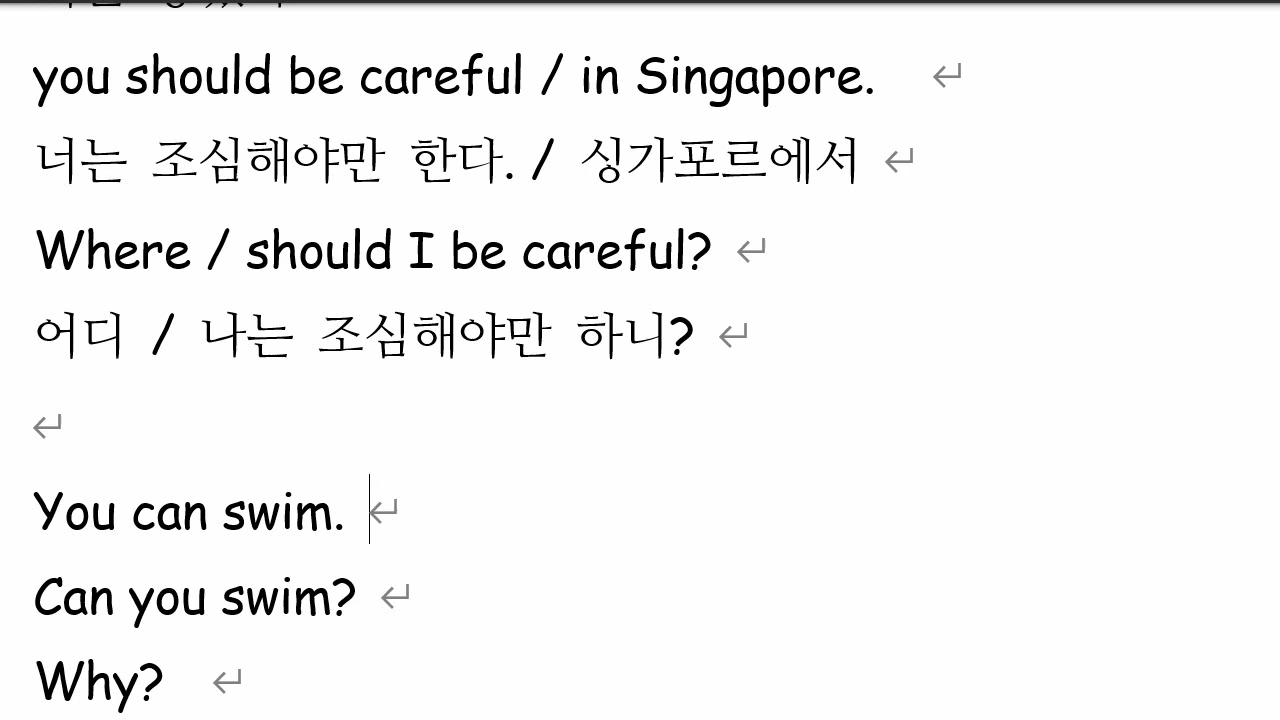 you should be careful / in Singapore.
너는 조심해야만 한다. / 싱가포르에서
Where / should I be careful?
어디 / 나는 조심해야만 하니?
You can swim.
Can you swim?
Why?